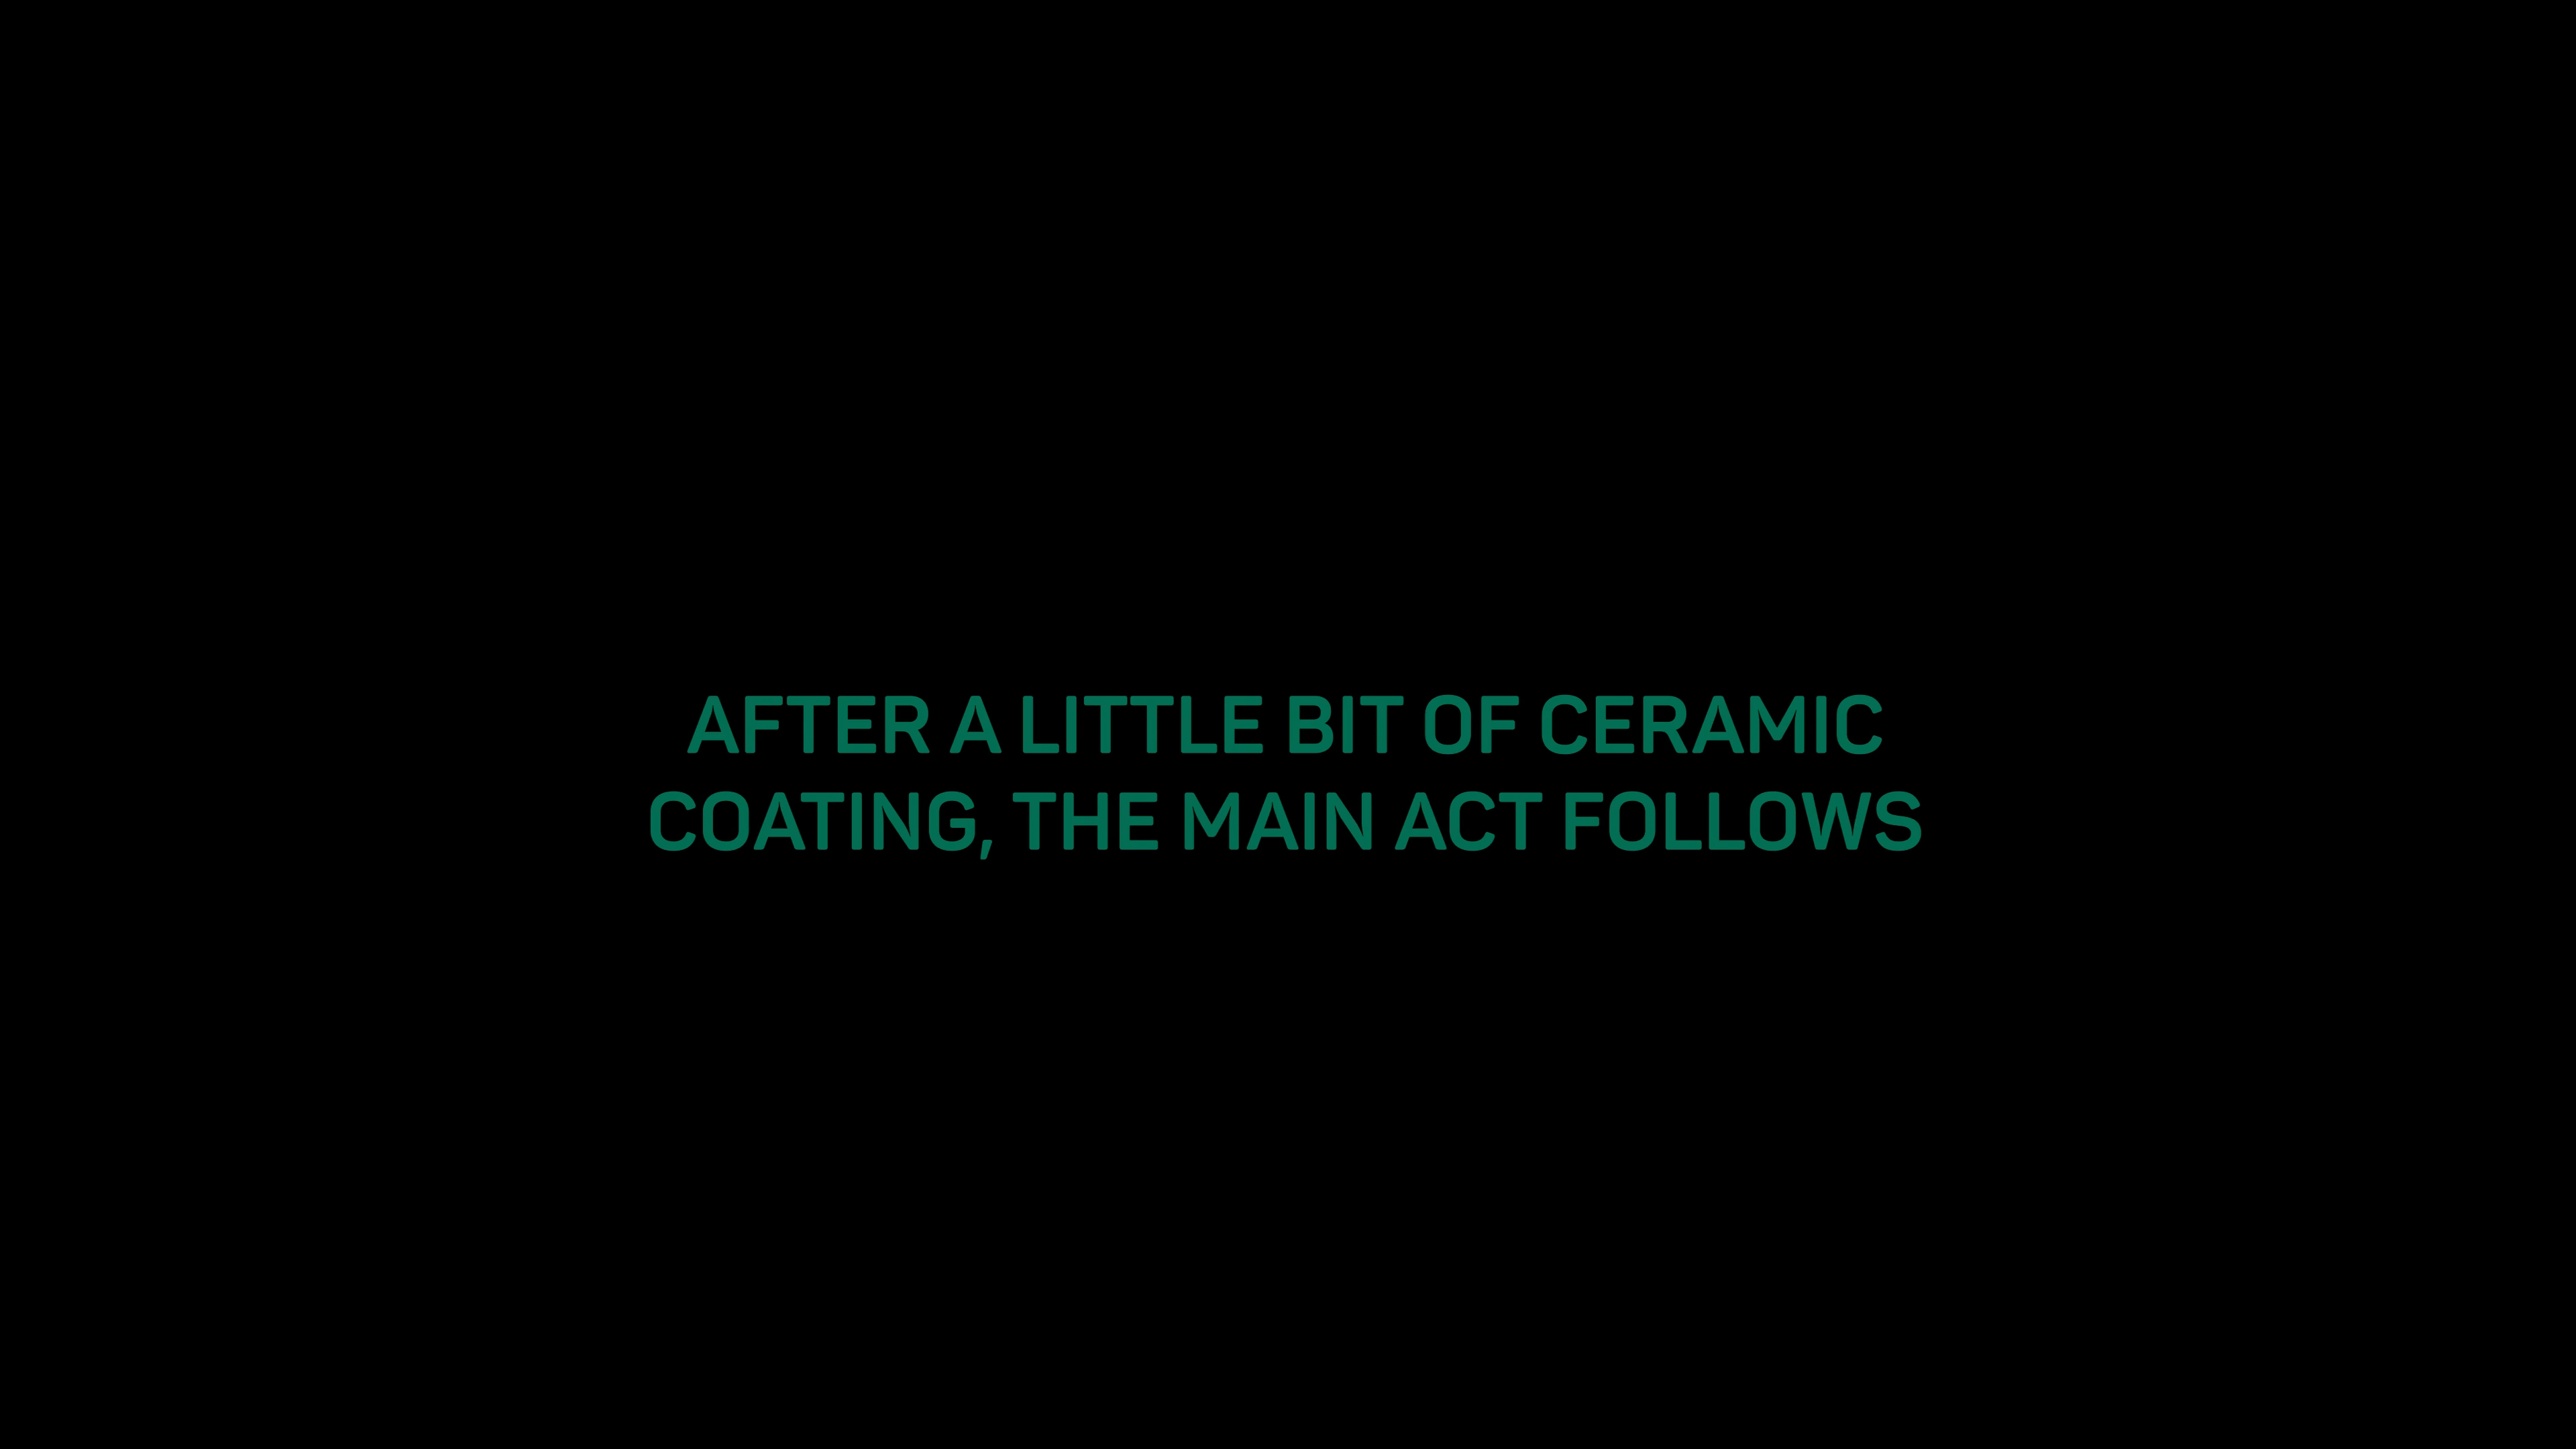 AFTER A LITTLE BIT OF CERAMIC
COATING, THE MAIN ACT FOLLOWS